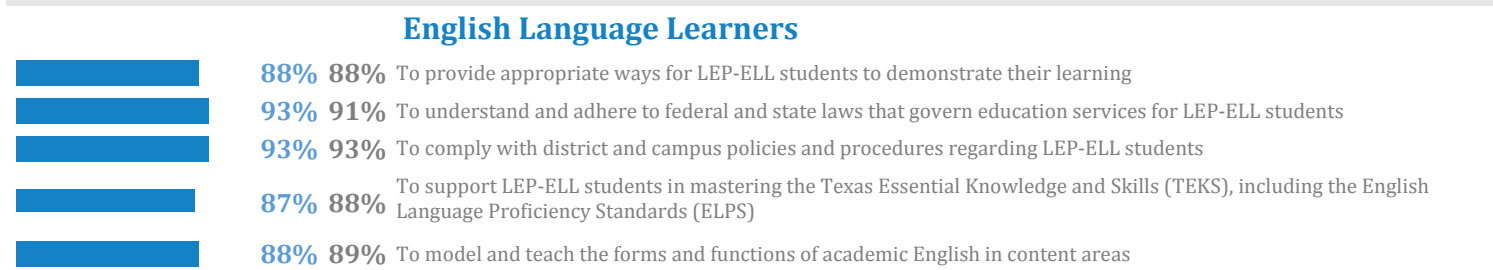 English Language Learners
88% 88% To provide appropriate ways for LEP-ELL students to demonstrate their learning
93% 91% To understand and adhere to federal and state laws that govern education services for LEP-ELL students
93% 93% To comply with district and campus policies and procedures regarding LEP-ELL students
87% 88% To support LEP-ELL students in mastering the Texas Essential Knowledge and Skills (TEKS), including the English
Language Proficiency Standards (ELPS)
88% 89% To model and teach the forms and functions of academic English in content areas